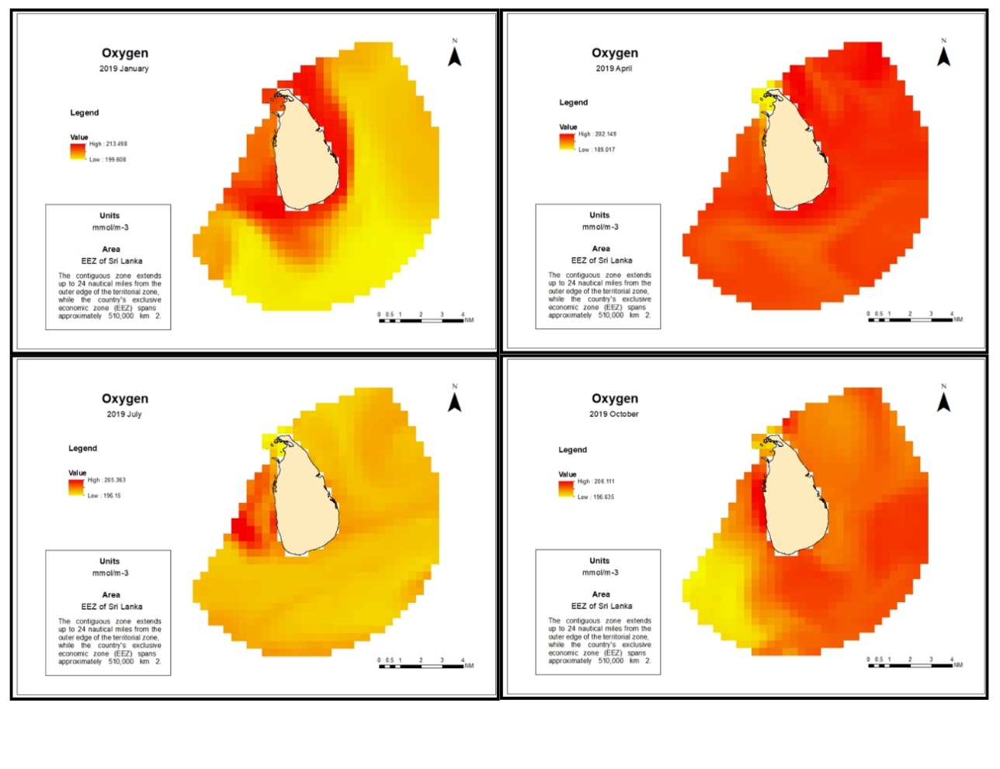 Oxygen
2019 January
N
Legend
Value
High : 213.498
Low : 199.608
Units
mmol/m-3
Area
EEZ of Sri Lanka
The contiguous zone extends
up to 24 nautical miles from the
outer edge of the territorial zone,
while the country's exclusive
economic zone (EEZ) spans
approximately 510,000 km 2.
0 0.5 1 2 3 4
NM
Oxygen
2019 April
N
Legend
Value
High : 202.149
Low : 189.017
Units
mmol/m-3
Area
EEZ of Sri Lanka
The contiguous zone extends
up to 24 nautical miles from the
outer edge of the territorial zone,
while the country's exclusive
economic zone (EEZ) spans
approximately 510,000 km 2.
0 0.5 1 2 3 4
NM
Oxygen
2019 July
N
Legend
Value
High : 205.363
Low : 196.15
Units
mmol/m-3
Area
EEZ of Sri Lanka
The contiguous zone extends
up to 24 nautical miles from the
outer edge of the territorial zone,
while the country's exclusive
economic zone (EEZ) spans
approximately 510,000 km 2.
0 0.5 1 2 3 4
NM
Oxygen
2019 October
N
Legend
Value
High : 206.111
Low : 196.635
Units
mmol/m-3
Area
EEZ of Sri Lanka
The contiguous zone extends
up to 24 nautical miles from the
outer edge of the territorial zone,
while the country's exclusive
economic zone (EEZ) spans
approximately 510,000 km 2.
0 0.5 1 2 3 4
NM